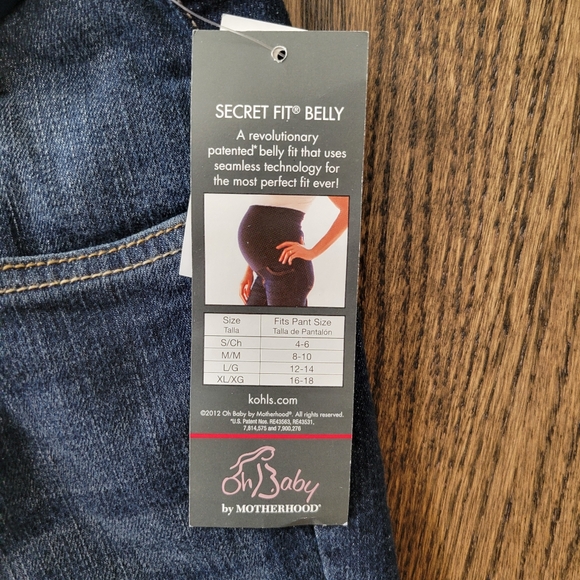 SECRET FIT® BELLY
A revolutionary
patented* belly fit that uses
seamless technology for
the most perfect fit ever!
Size Fits Pant Size
Talla Talla de Pantalón
S/Ch 4-6
M/M 8-10
L/G 12-14
XL/XG 16-18
kohls.com
©2012 Oh Baby by Motherhood®. All rights reserved.
*U.S. Patent Nos. RE43563, RE43531,
7,814,575 and 7,900,276
Oh Baby
by MOTHERHOOD®